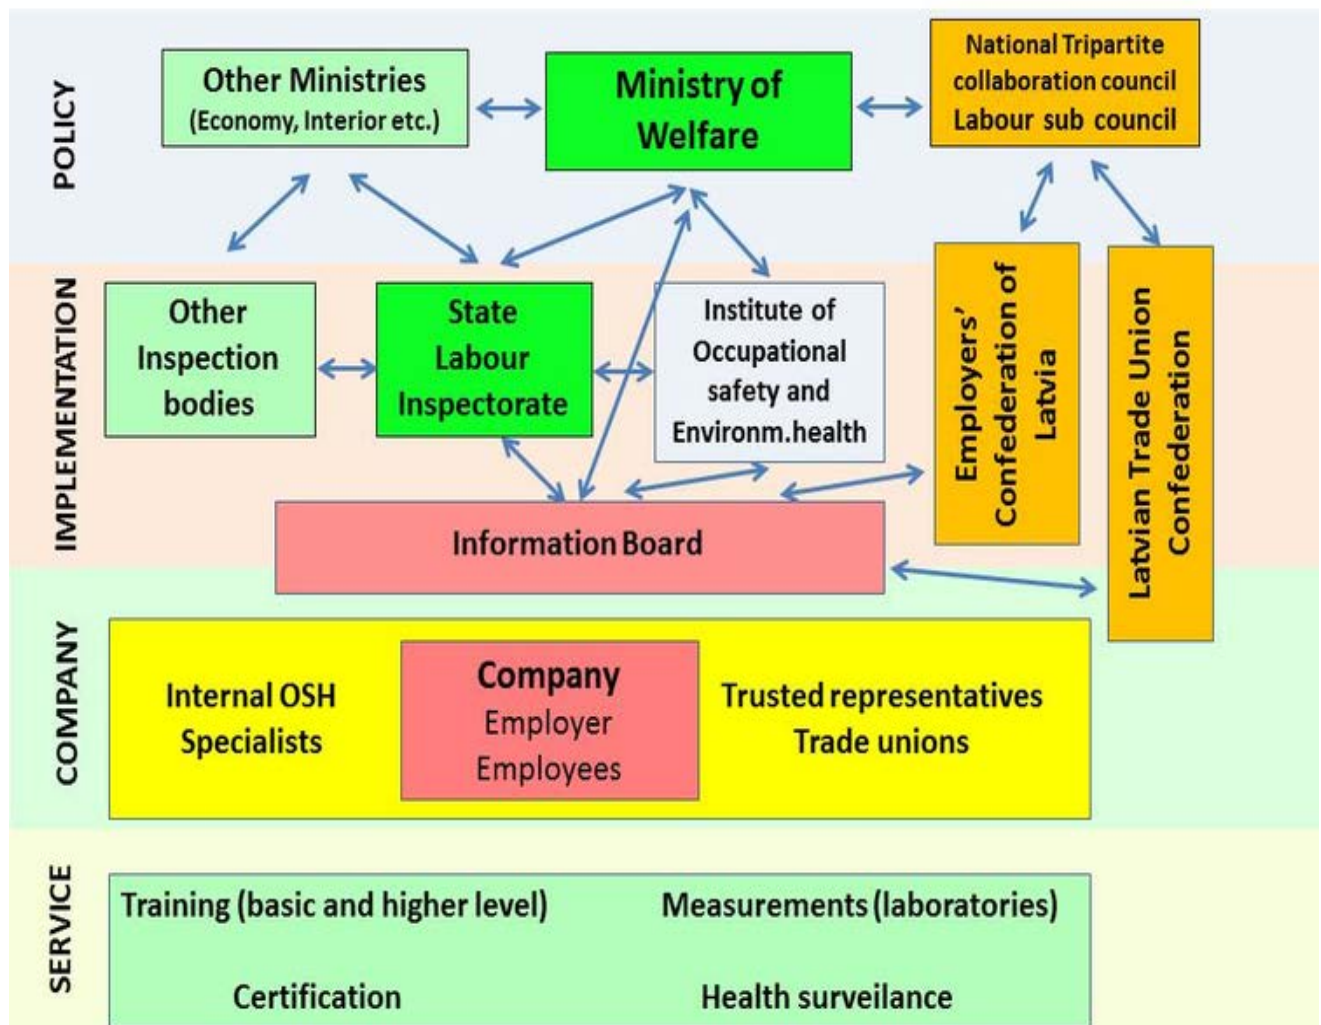 POLICY
Other Ministries
(Economy, Interior etc.)
Ministry of
Welfare
National Tripartite
collaboration council
Labour sub council
IMPLEMENTATION
Other
Inspection
bodies
State
Labour
Inspectorate
Institute of
Occupational
safety and
Environm.health
Employers'
Confederation of
Latvia
Latvian Trade Union
Confederation
Information Board
COMPANY
Internal OSH
Specialists
Company
Employer
Employees
Trusted representatives
Trade unions
SERVICE
Training (basic and higher level)
Measurements (laboratories)
Certification
Health surveilance